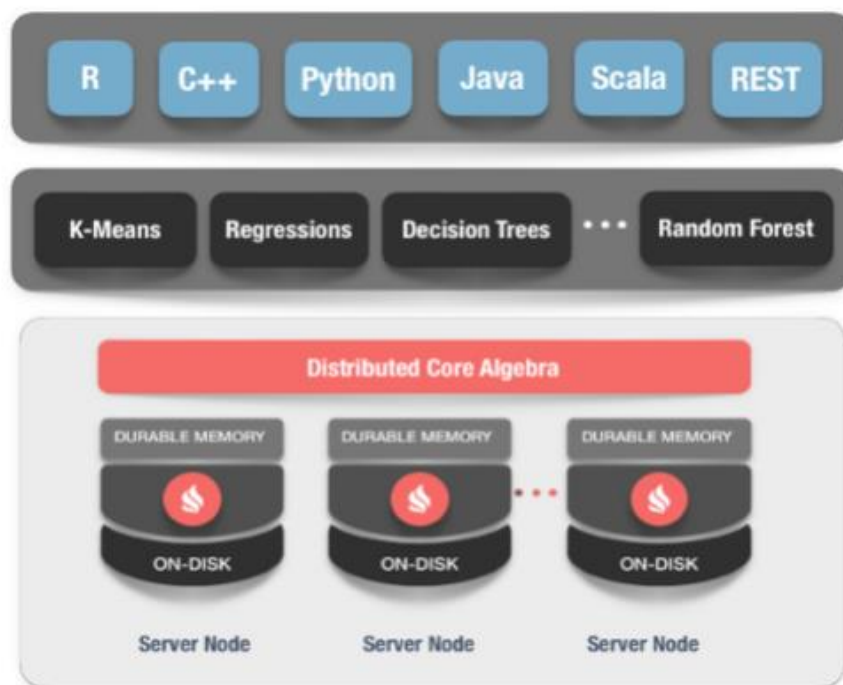 R C++ Python Java Scala REST
K-Means Regressions Decision Trees ••• Random Forest
Distributed Core Algebra
DURABLE MEMORY DURABLE MEMORY DURABLE MEMORY
ON-DISK ON-DISK ON-DISK
Server Node Server Node Server Node